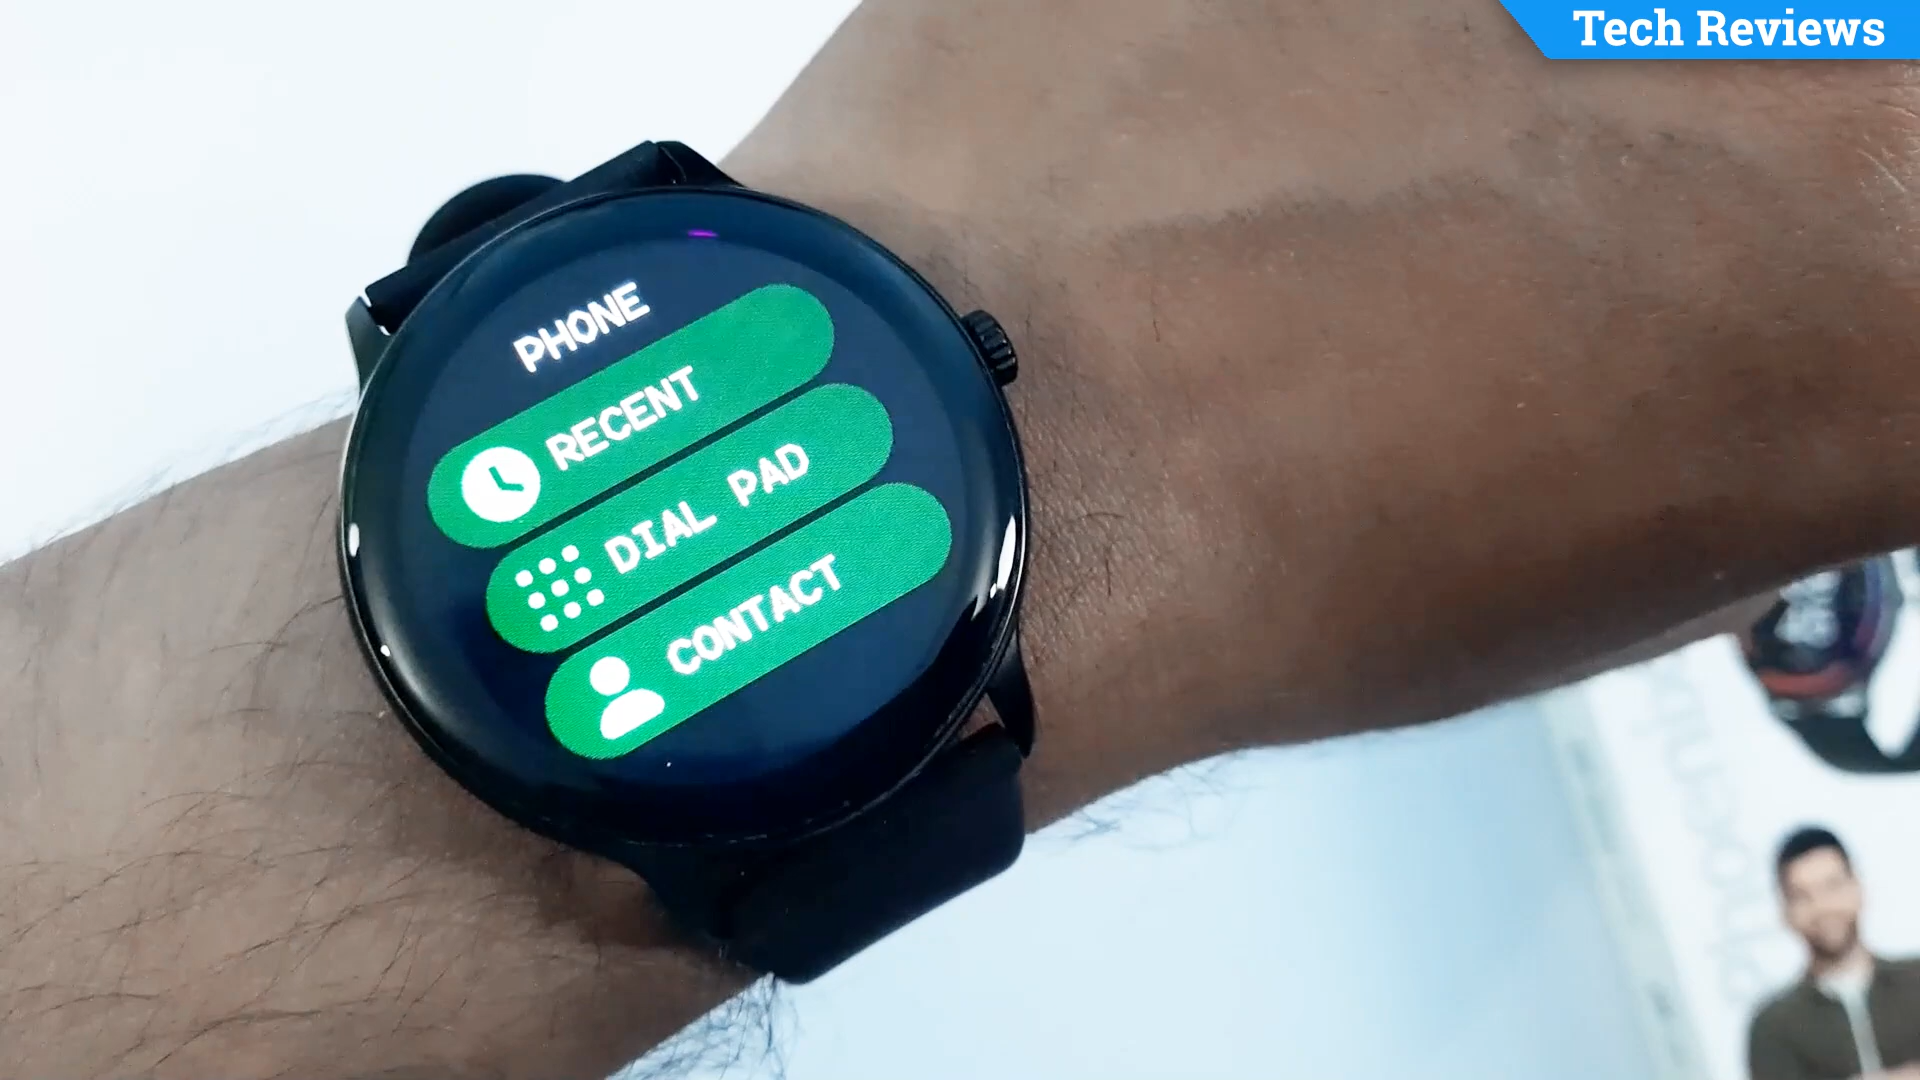 Tech Reviews
PHONE
RECENT
DIAL PAD
CONTACT